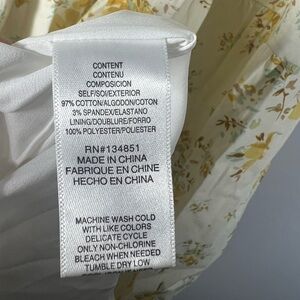 CONTENT
CONTENU
COMPOSICION
SELF/SOI/EXTERIOR
97% COTTON/ALGODON/COTON
3% SPANDEX/ELASTANO
LINING/DOUBLURE/FORRO
100% POLYESTER/POLIESTER
RN#134851
MADE IN CHINA
FABRIQUE EN CHINE
HECHO EN CHINA
MACHINE WASH COLD
WITH LIKE COLORS
DELICATE CYCLE
ONLY NON-CHLORINE
BLEACH WHEN NEEDED
TUMBLE DRY LOW